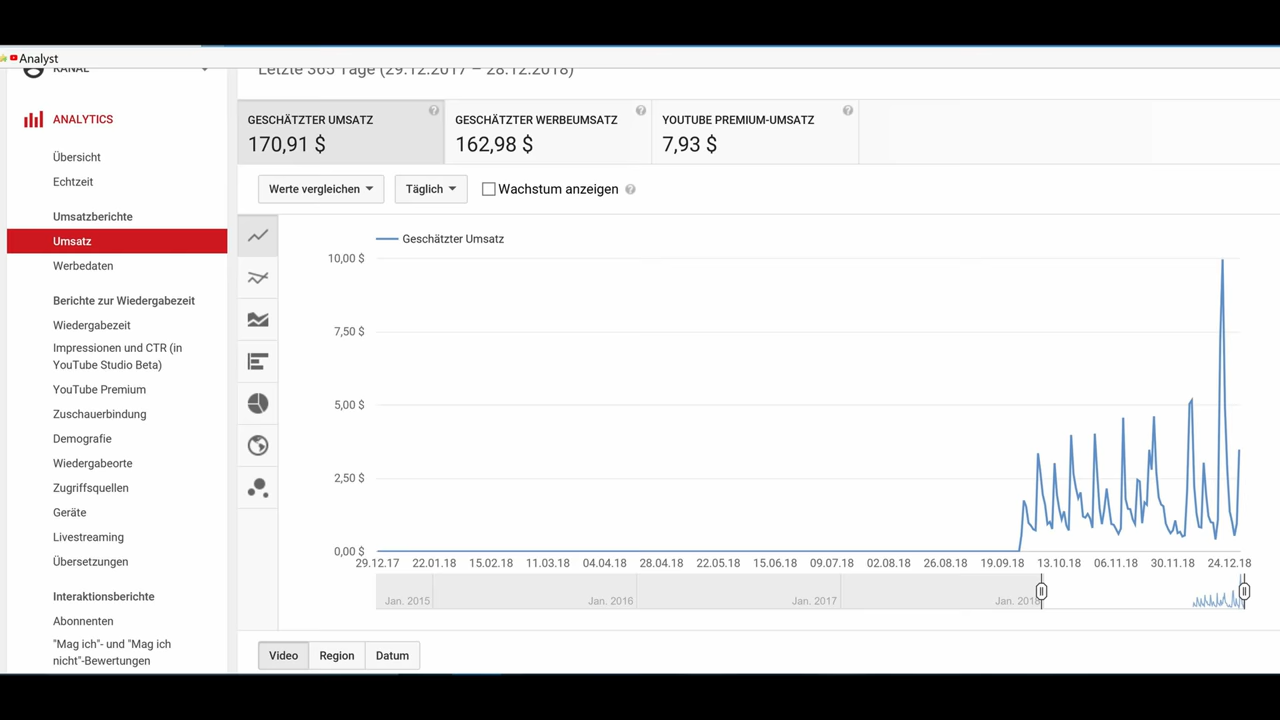 Analyst
KANAL
Letzte 365 Tage (29.12.2017 – 28.12.2018)
ANALYTICS
Übersicht
Echtzeit
Umsatzberichte
Umsatz
Werbedaten
Berichte zur Wiedergabezeit
Wiedergabezeit
Impressionen und CTR (in
YouTube Studio Beta)
YouTube Premium
Zuschauerbindung
Demografie
Wiedergabeorte
Zugriffsquellen
Geräte
Livestreaming
Übersetzungen
Interaktionsberichte
Abonnenten
"Mag ich"- und "Mag ich
nicht"-Bewertungen
GESCHÄTZTER UMSATZ ?
170,91 $
GESCHÄTZTER WERBEUMSATZ ?
162,98 $
YOUTUBE PREMIUM-UMSATZ ?
7,93 $
Werte vergleichen
Täglich
Wachstum anzeigen ?
Geschätzter Umsatz
10,00 $
7,50 $
5,00 $
2,50 $
0,00 $
29.12.17 22.01.18 15.02.18 11.03.18 04.04.18 28.04.18 22.05.18 15.06.18 09.07.18 02.08.18 26.08.18 19.09.18 13.10.18 06.11.18 30.11.18 24.12.18
Jan. 2015 Jan. 2016 Jan. 2017 Jan. 2018
Video Region Datum